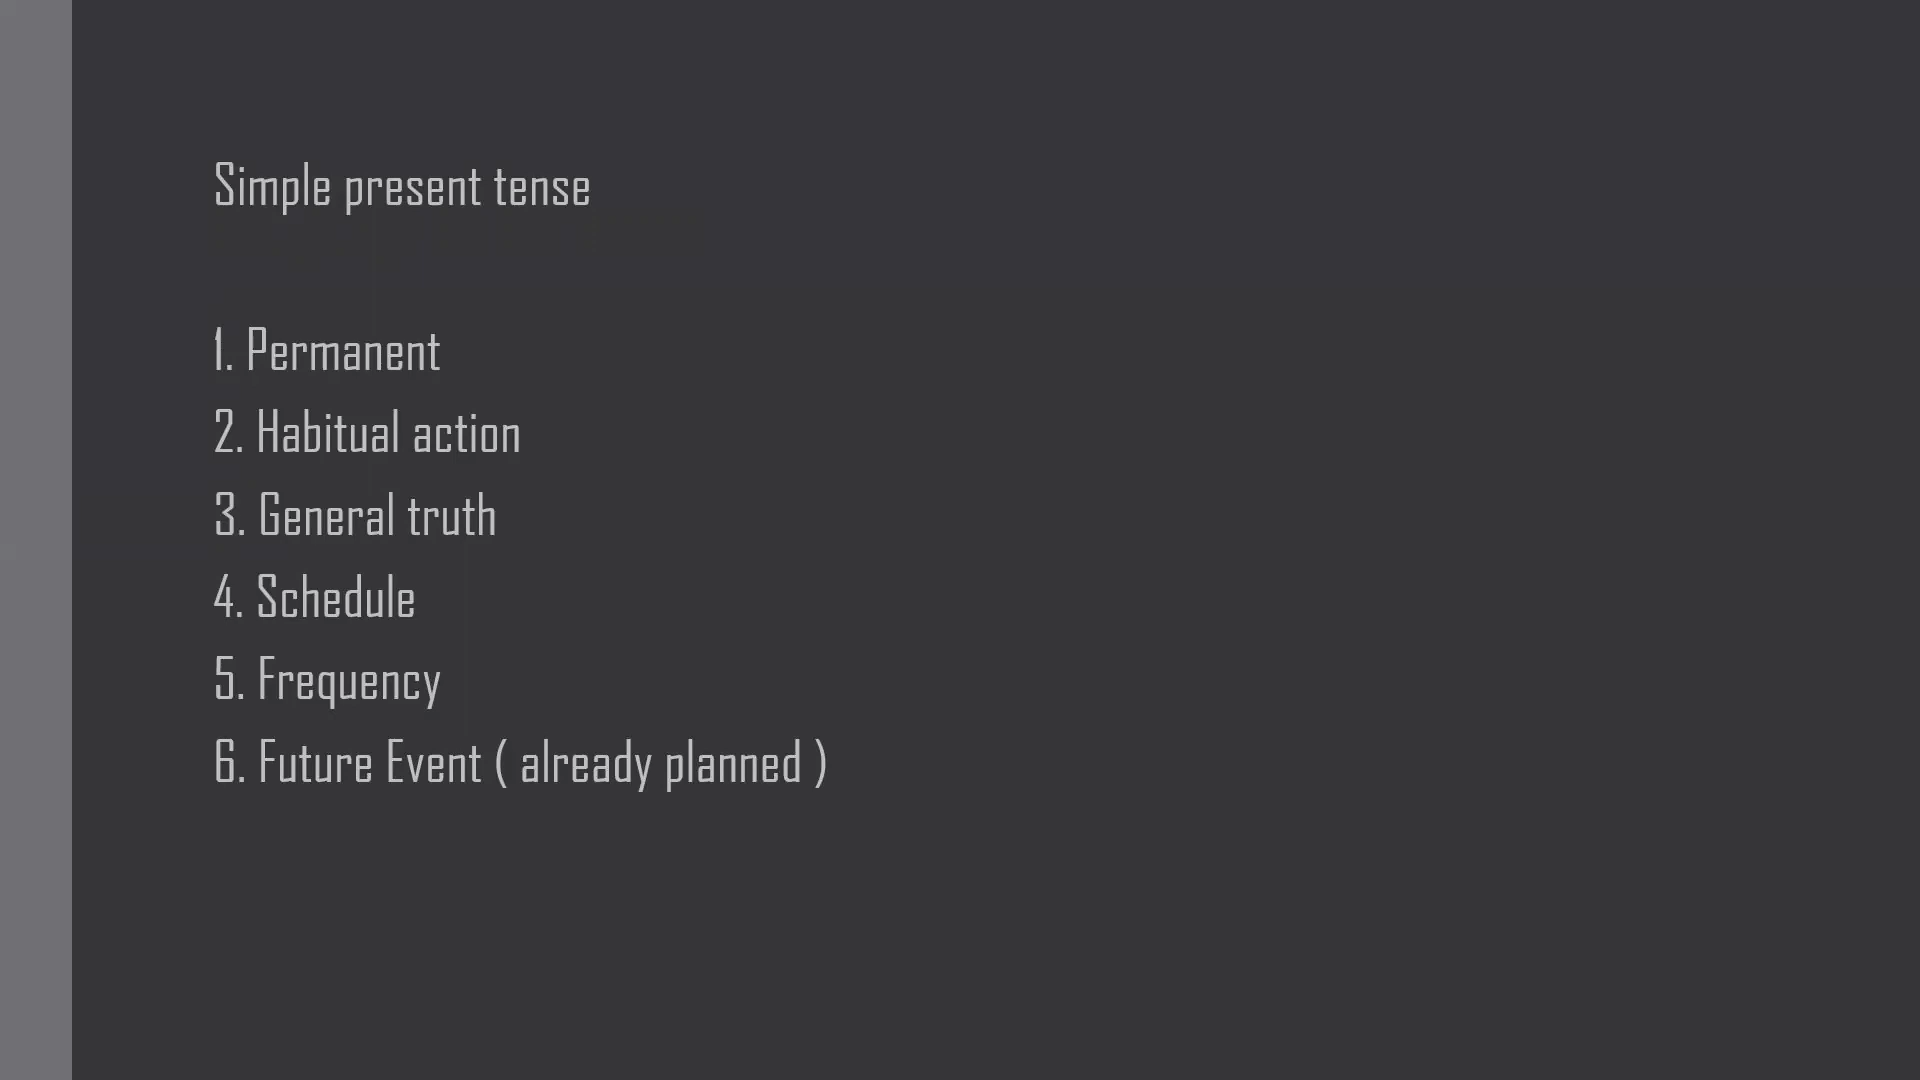 Simple present tense
1. Permanent
2. Habitual action
3. General truth
4. Schedule
5. Frequency
6. Future Event ( already planned )